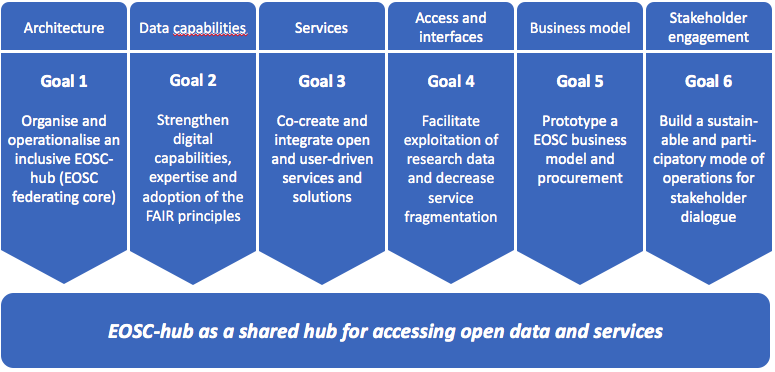 Architecture
Data capabilities
Services
Access and
interfaces
Business model
Stakeholder
engagement
Goal 1
Organise and
operationalise an
inclusive EOSC-
hub (EOSC
federating core)
Goal 2
Strengthen
digital
capabilities,
expertise and
adoption of the
FAIR principles
Goal 3
Co-create and
integrate open
and user-driven
services and
solutions
Goal 4
Facilitate
exploitation of
research data
and decrease
service
fragmentation
Goal 5
Prototype a
EOSC business
model and
procurement
Goal 6
Build a sustain-
able and parti-
cipatory mode of
operations for
stakeholder
dialogue
EOSC-hub as a shared hub for accessing open data and services